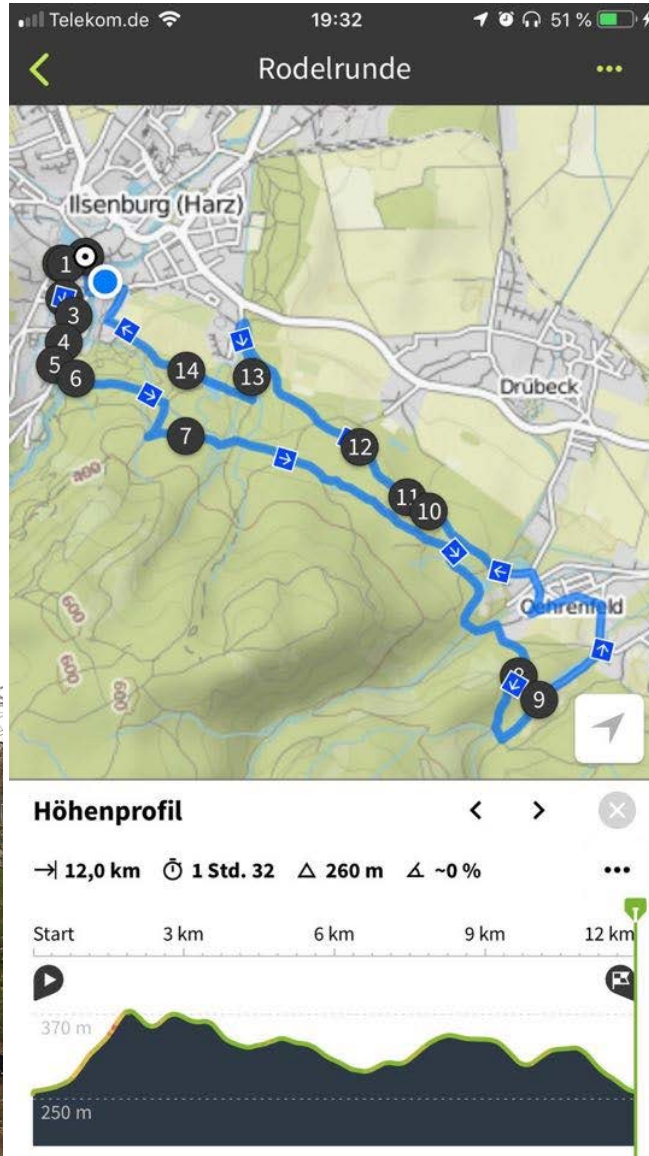 Telekom.de 19:32 51 %
Rodelrunde
Ilsenburg (Harz)
1
3
4
5
6
14
13
Drübeck
7
12
400
11
10
600
Oehrenfeld
600
600
8
9
Höhenprofil
12,0 km 1 Std. 32 260 m ~0 %
Start 3 km 6 km 9 km 12 km
370 m
250 m